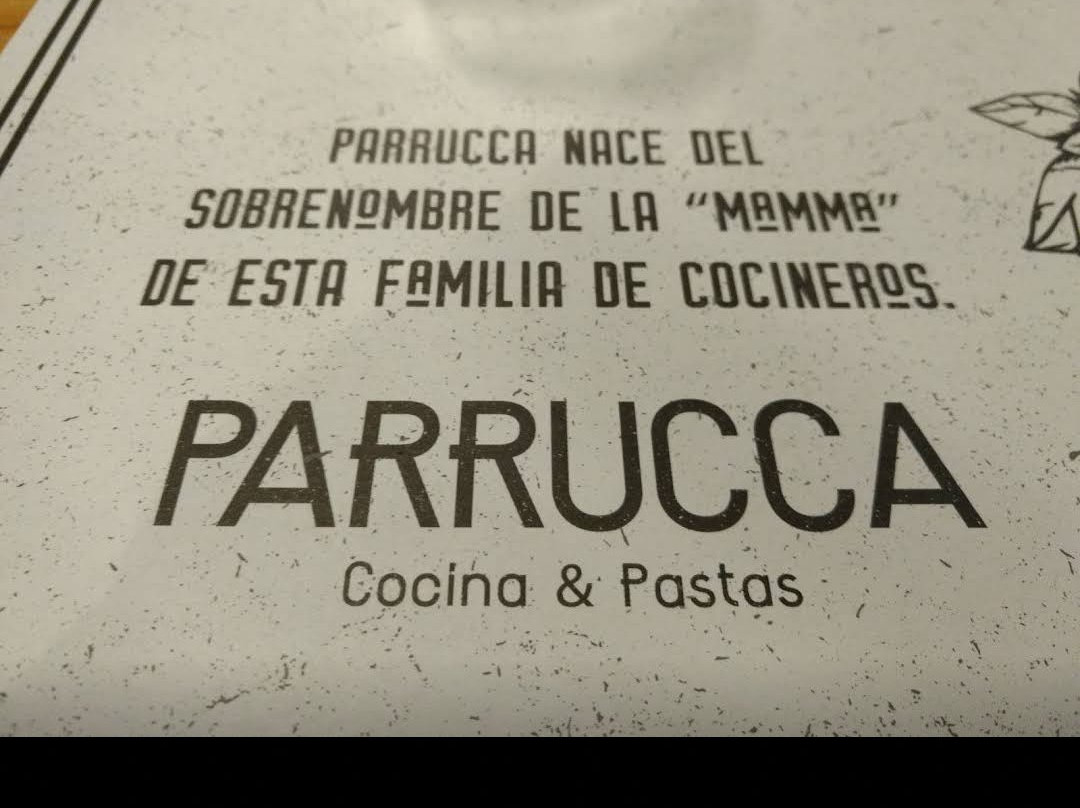 PARRUCCA NACE DEL
SOBRENOMBRE DE LA “MAMMA”
DE ESTA FAMILIA DE COCINEROS.
PARRUCCA
Cocina & Pastas